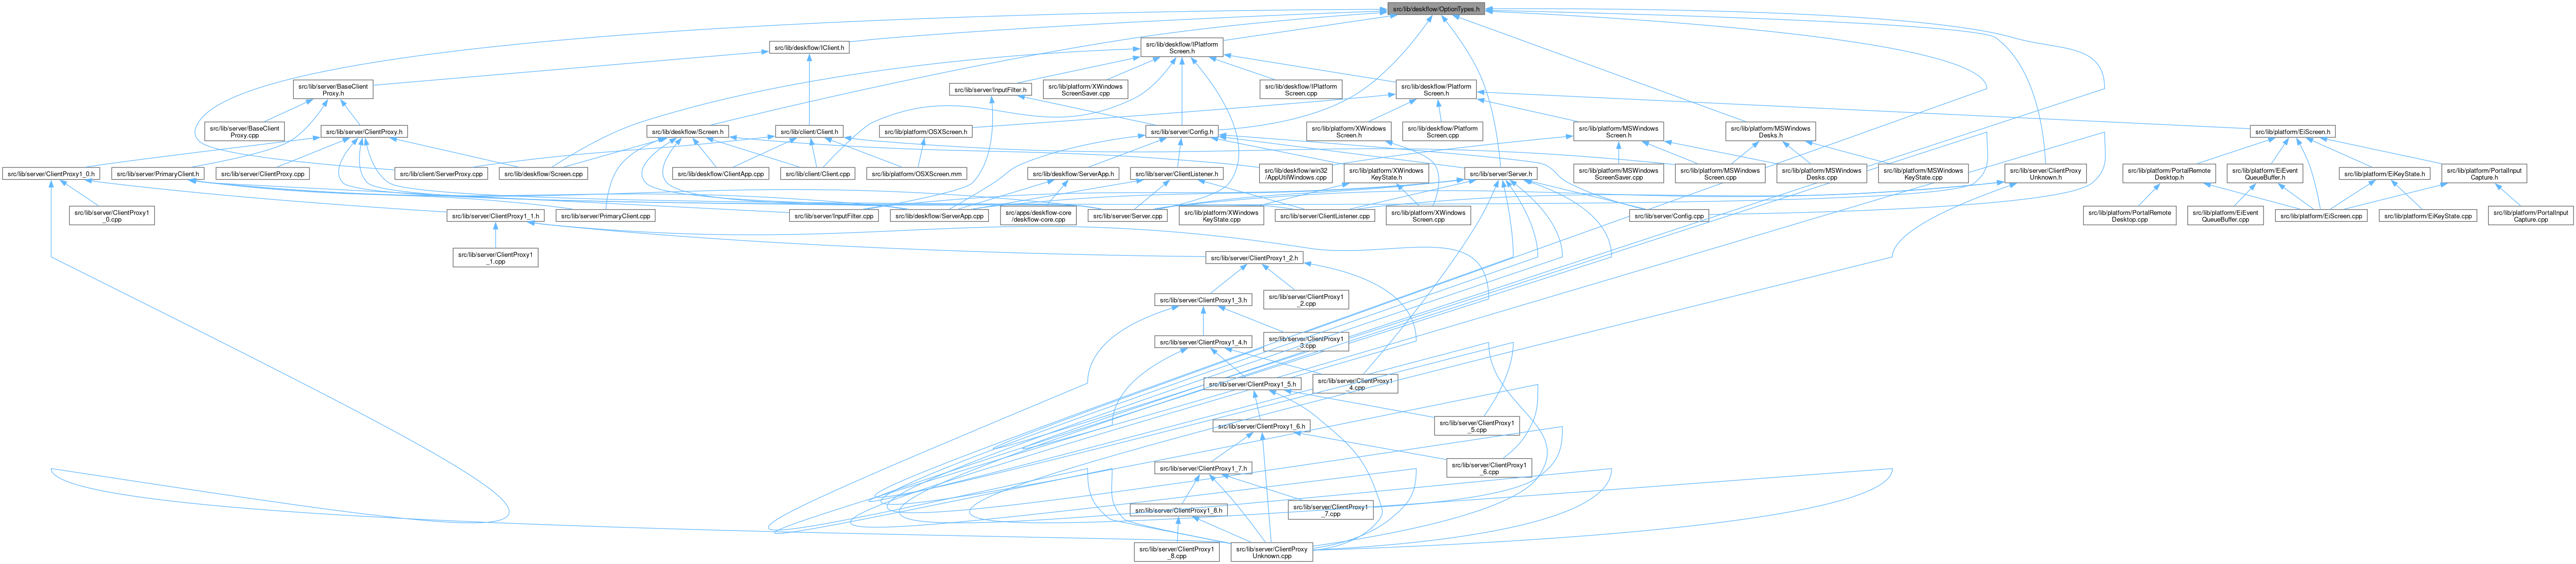 src/lib/deskflow/OptionTypes.h
src/lib/deskflow/IClient.h
src/lib/deskflow/IPlatform
Screen.h
src/lib/server/BaseClient
Proxy.h
src/lib/server/InputFilter.h
src/lib/platform/XWindows
ScreenSaver.cpp
src/lib/deskflow/IPlatform
Screen.cpp
src/lib/deskflow/Platform
Screen.h
src/lib/server/BaseClient
Proxy.cpp
src/lib/server/ClientProxy.h
src/lib/deskflow/Screen.h
src/lib/client/Client.h
src/lib/platform/OSXScreen.h
src/lib/server/Config.h
src/lib/platform/XWindows
Screen.h
src/lib/deskflow/Platform
Screen.cpp
src/lib/platform/MSWindows
Screen.h
src/lib/platform/MSWindows
Desks.h
src/lib/platform/EiScreen.h
src/lib/server/ClientProxy1_0.h
src/lib/server/PrimaryClient.h
src/lib/server/ClientProxy.cpp
src/lib/client/ServerProxy.cpp
src/lib/deskflow/Screen.cpp
src/lib/deskflow/ClientApp.cpp
src/lib/client/Client.cpp
src/lib/platform/OSXScreen.mm
src/lib/deskflow/ServerApp.h
src/lib/server/ClientListener.h
src/lib/deskflow/win32
/AppUtilWindows.cpp
src/lib/platform/XWindows
KeyState.h
src/lib/server/Server.h
src/lib/platform/MSWindows
ScreenSaver.cpp
src/lib/platform/MSWindows
Screen.cpp
src/lib/platform/MSWindows
Desks.cpp
src/lib/platform/MSWindows
KeyState.cpp
src/lib/server/ClientProxy
Unknown.h
src/lib/platform/PortalRemote
Desktop.h
src/lib/platform/EiEvent
QueueBuffer.h
src/lib/platform/EiKeyState.h
src/lib/platform/PortalInput
Capture.h
src/lib/server/ClientProxy1
_0.cpp
src/lib/server/ClientProxy1_1.h
src/lib/server/PrimaryClient.cpp
src/lib/server/InputFilter.cpp
src/lib/deskflow/ServerApp.cpp
src/apps/deskflow-core
/deskflow-core.cpp
src/lib/server/Server.cpp
src/lib/platform/XWindows
KeyState.cpp
src/lib/server/ClientListener.cpp
src/lib/platform/XWindows
Screen.cpp
src/lib/server/Config.cpp
src/lib/platform/PortalRemote
Desktop.cpp
src/lib/platform/EiEvent
QueueBuffer.cpp
src/lib/platform/EiScreen.cpp
src/lib/platform/EiKeyState.cpp
src/lib/platform/PortalInput
Capture.cpp
src/lib/server/ClientProxy1
_1.cpp
src/lib/server/ClientProxy1_2.h
src/lib/server/ClientProxy1_3.h
src/lib/server/ClientProxy1
_2.cpp
src/lib/server/ClientProxy1_4.h
src/lib/server/ClientProxy1
_3.cpp
src/lib/server/ClientProxy1_5.h
src/lib/server/ClientProxy1
_4.cpp
src/lib/server/ClientProxy1_6.h
src/lib/server/ClientProxy1
_5.cpp
src/lib/server/ClientProxy1_7.h
src/lib/server/ClientProxy1
_6.cpp
src/lib/server/ClientProxy1_8.h
src/lib/server/ClientProxy1
_7.cpp
src/lib/server/ClientProxy1
_8.cpp
src/lib/server/ClientProxy
Unknown.cpp